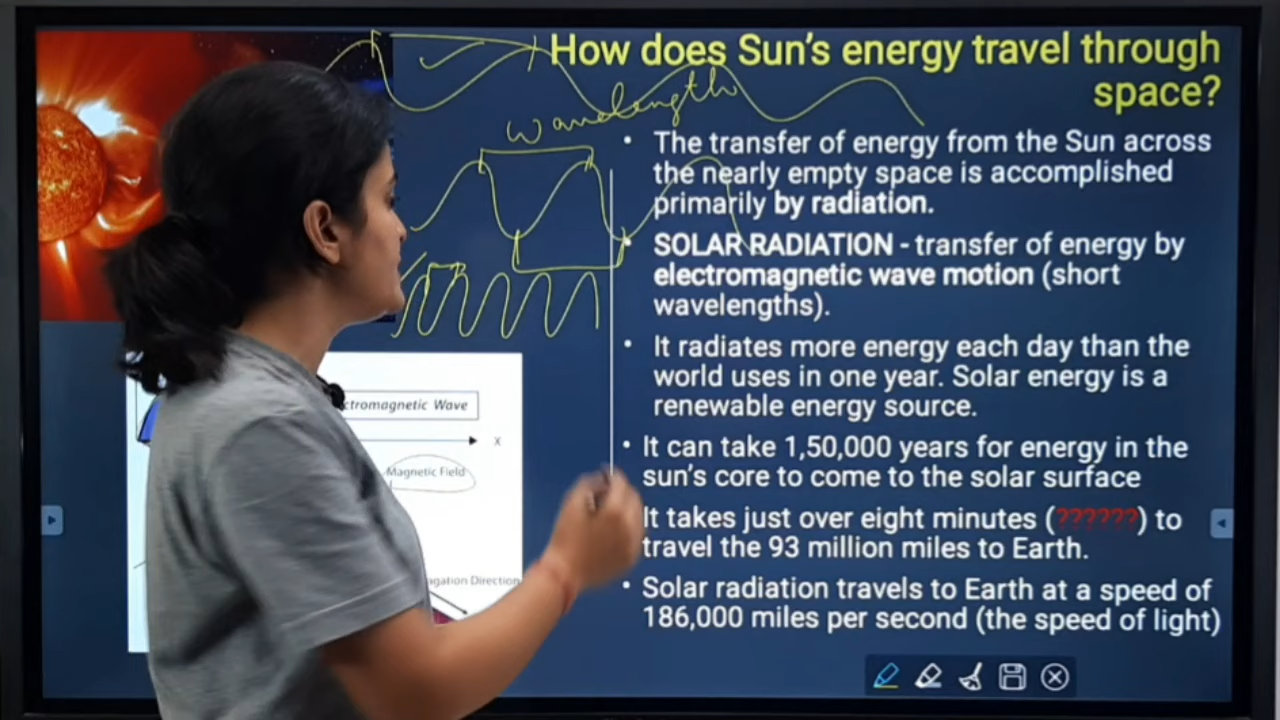 How does Sun's energy travel through
space?
wavelength
• The transfer of energy from the Sun across
the nearly empty space is accomplished
primarily by radiation.
• SOLAR RADIATION - transfer of energy by
electromagnetic wave motion (short
wavelengths).
• It radiates more energy each day than the
world uses in one year. Solar energy is a
renewable energy source.
• It can take 1,50,000 years for energy in the
sun's core to come to the solar surface
It takes just over eight minutes (??????) to
travel the 93 million miles to Earth.
• Solar radiation travels to Earth at a speed of
186,000 miles per second (the speed of light)
ctromagnetic Wave
X
Magnetic Field
agation Direction